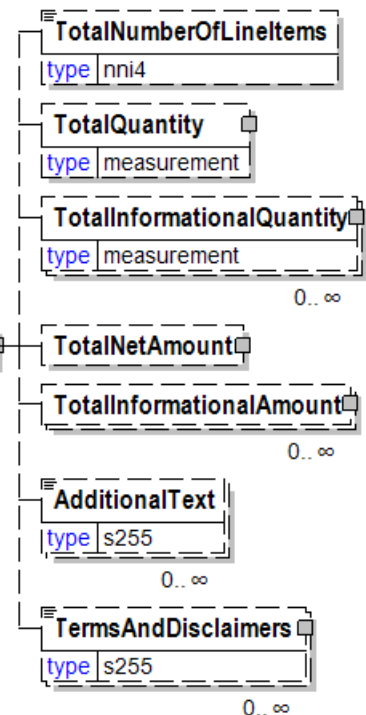 TotalNumberOfLineItems
type nni4
TotalQuantity
type measurement
TotalInformationalQuantity
type measurement
0.. ∞
TotalNetAmount
TotalInformationalAmount
0.. ∞
AdditionalText
type s255
0.. ∞
TermsAndDisclaimers
type s255
0.. ∞